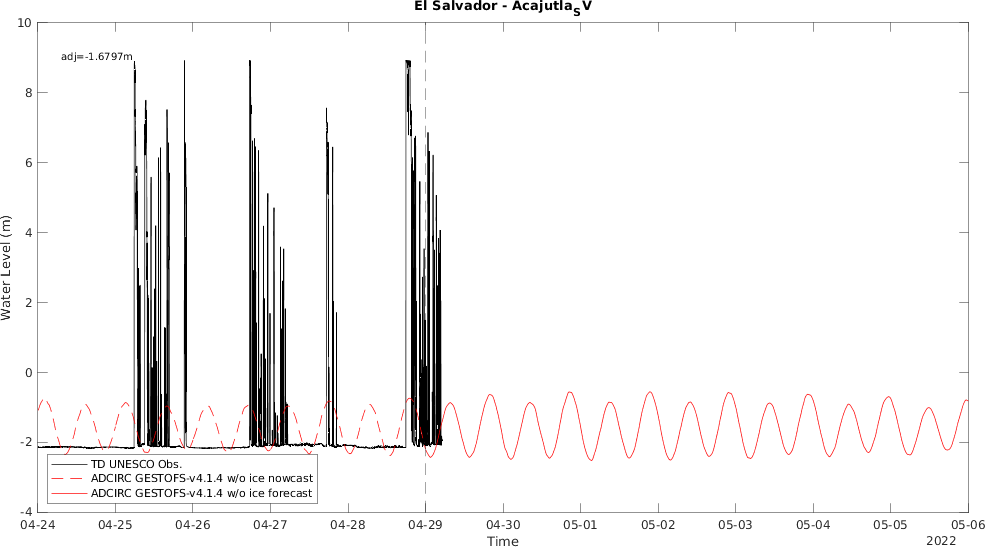 El Salvador - AcajutlaSV
adj=-1.6797m
10
8
6
4
2
0
-2
-4
Water Level (m)
TD UNESCO Obs.
ADCIRC GESTOFS-v4.1.4 w/o ice nowcast
ADCIRC GESTOFS-v4.1.4 w/o ice forecast
04-24 04-25 04-26 04-27 04-28 04-29 04-30 05-01 05-02 05-03 05-04 05-05 05-06
Time
2022